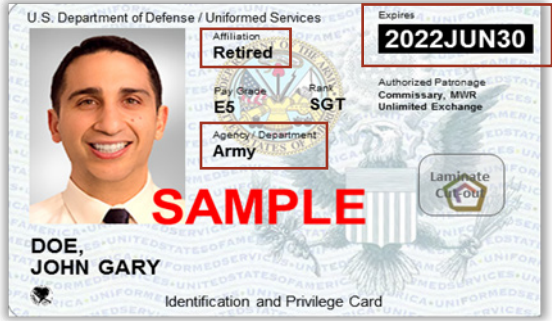 U.S. Department of Defense / Uniformed Services
Expires
2022JUN30
Affiliation
Retired
Pay Grade
E5
Rank
SGT
Authorized Patronage
Commissary, MWR
Unlimited Exchange
Agency / Department
Army
Laminate
Cut-out
SAMPLE
DOE,
JOHN GARY
Identification and Privilege Card